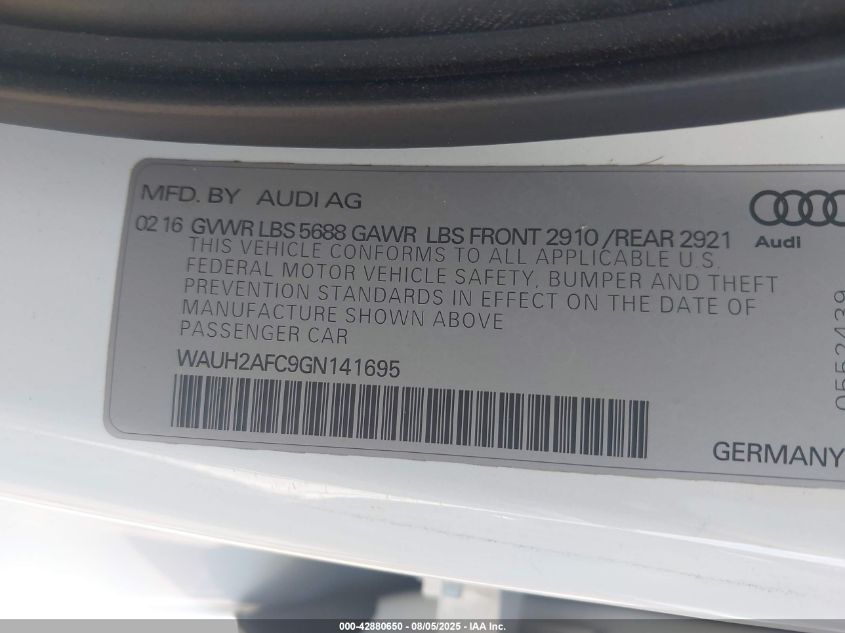 MFD. BY AUDI AG
02 16 GVWR LBS 5688 GAWR LBS FRONT 2910 /REAR 2921
THIS VEHICLE CONFORMS TO ALL APPLICABLE U.S.
FEDERAL MOTOR VEHICLE SAFETY, BUMPER AND THEFT
PREVENTION STANDARDS IN EFFECT ON THE DATE OF
MANUFACTURE SHOWN ABOVE
PASSENGER CAR
WAUH2AFC9GN141695
Audi
0552439
GERMANY
000-42880650 - 08/05/2025 - IAA Inc.